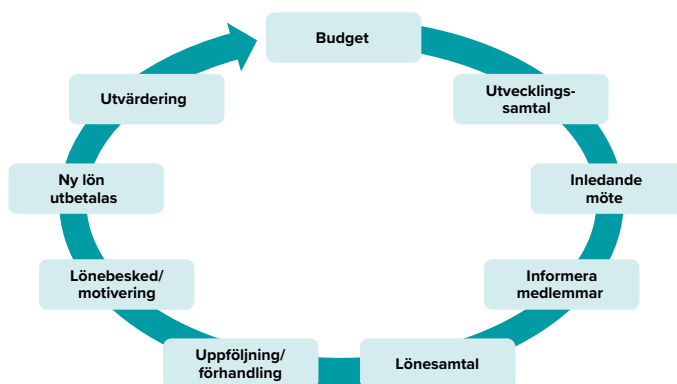 Budget
Utvecklings-
samtal
Inledande
möte
Informera
medlemmar
Lönesamtal
Uppföljning/
förhandling
Lönebesked/
motivering
Ny lön
utbetalas
Utvärdering